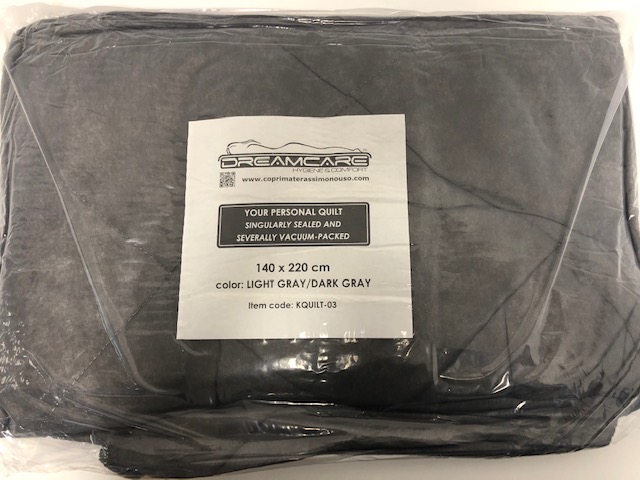 DREAMCARE
HYGIENE & COMFORT
www.coprimaterassimonouso.com
YOUR PERSONAL QUILT
SINGULARLY SEALED AND
SEVERALLY VACUUM-PACKED
140 x 220 cm
color: LIGHT GRAY/DARK GRAY
Item code: KQUILT-03